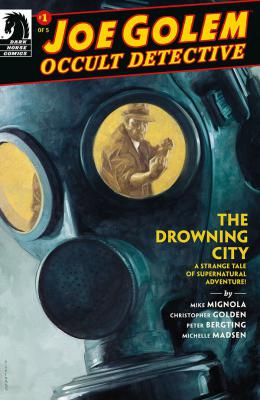 DARK
HORSE
COMICS
#1
OF 5
JOE GOLEM
OCCULT DETECTIVE
THE
DROWNING
CITY
A STRANGE TALE
OF SUPERNATURAL
ADVENTURE!
by
MIKE MIGNOLA
CHRISTOPHER GOLDEN
PETER BERGTING
MICHELLE MADSEN